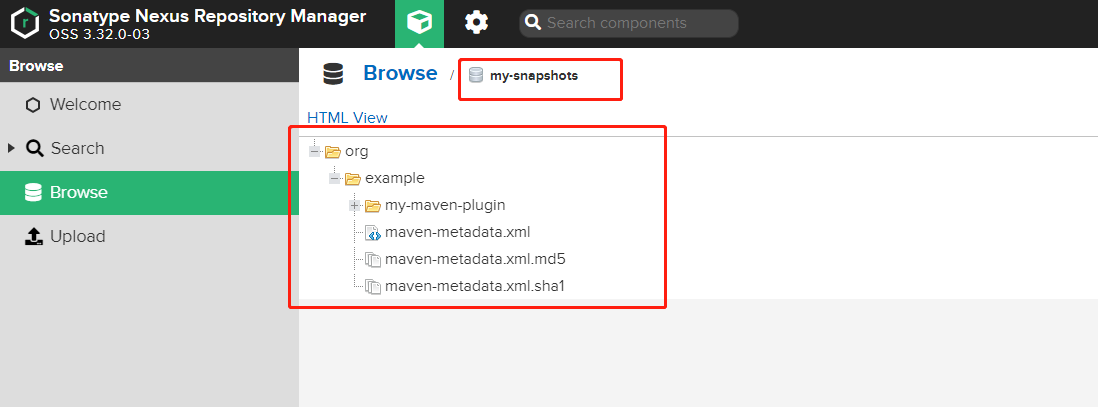 Sonatype Nexus Repository Manager
OSS 3.32.0-03
Search components
Browse
Welcome
Search
Browse
Upload
Browse / my-snapshots
HTML View
org
example
my-maven-plugin
maven-metadata.xml
maven-metadata.xml.md5
maven-metadata.xml.sha1